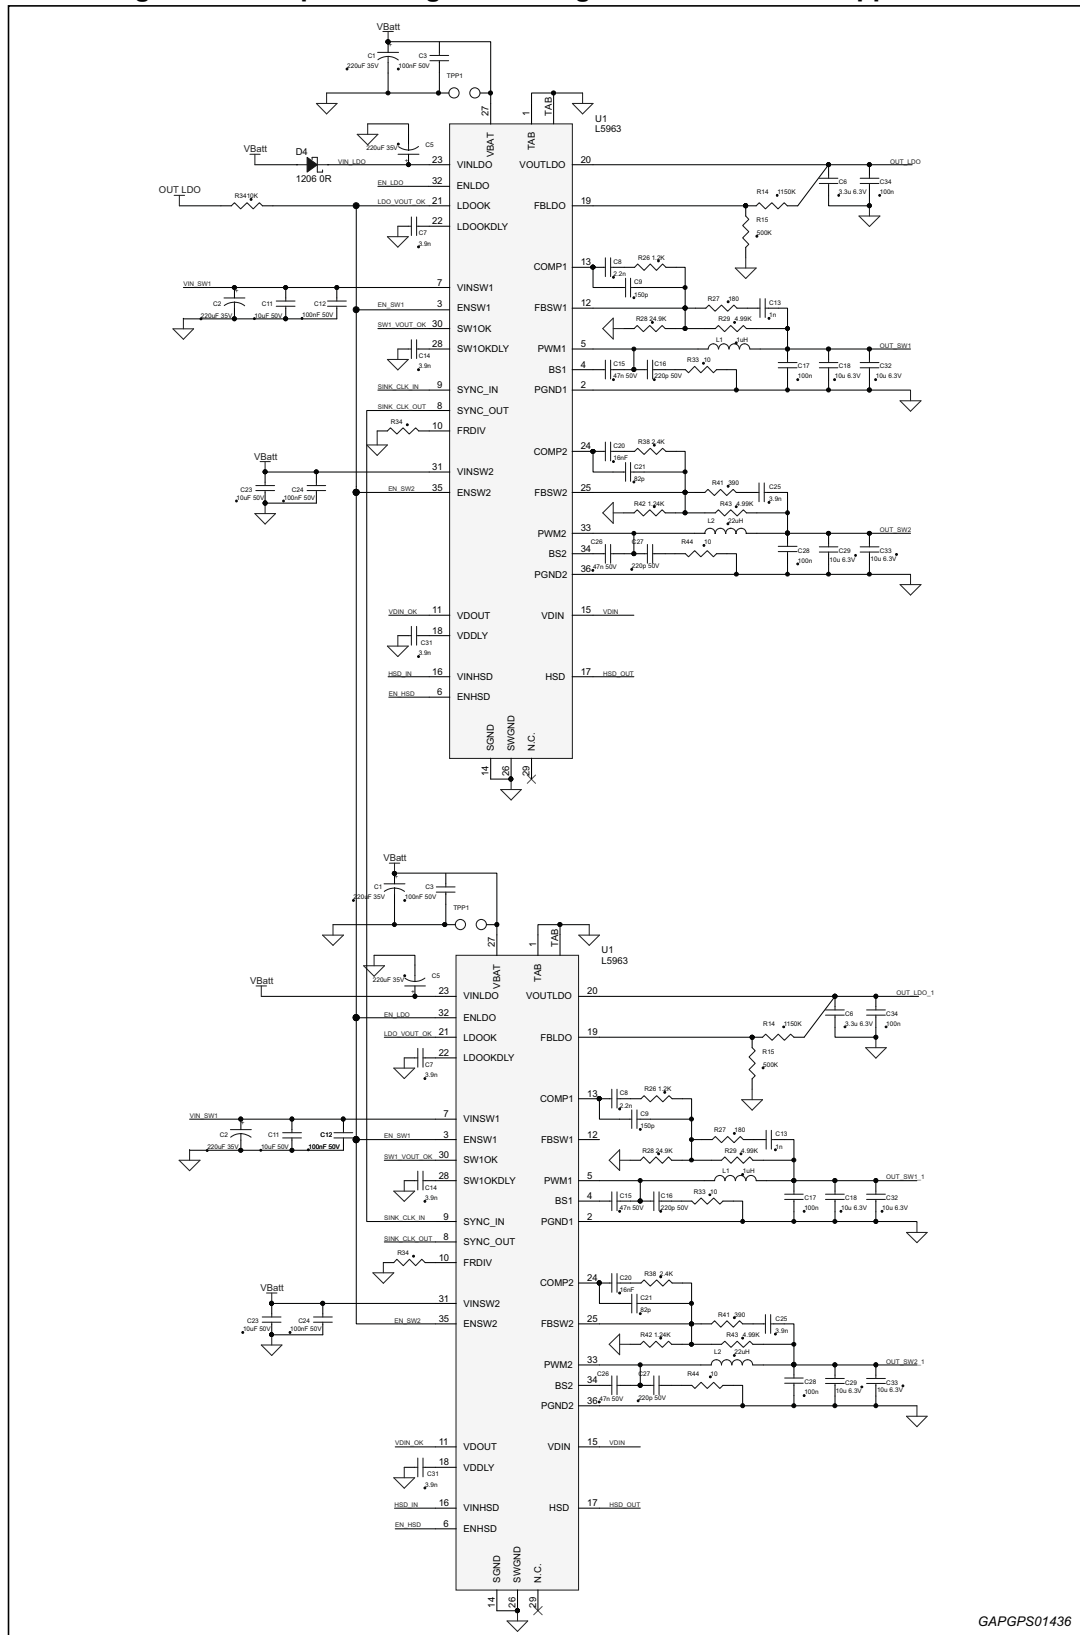 VBatt
C1
220uF 35V
C3
100nF 50V
TPP1
27
1
TAB
U1
L5963
VBAT
TAB
220uF 35V
C5
VBatt
D4
1206 0R
VIN_LDO
23
VINLDO
VOUTLDO
20
OUT_LDO
EN_LDO
32
ENLDO
C6
3.3u 6.3V
C34
100n
OUT LDO
R3410K
LDO_VOUT_OK
21
LDOOK
FBLDO
19
R14
1150K
22
LDOOKDLY
C7
3.9n
R15
500K
COMP1
13
C8
2.2n
R26 1.2K
C9
150p
VIN_SW1
7
VINSW1
C2
220uF 35V
C11
10uF 50V
C12
100nF 50V
EN_SW1
3
ENSW1
FBSW1
12
R27
180
C13
1n
SW1_VOUT_OK
30
SW1OK
R28 24.9K
R29
4.99K
28
SW1OKDLY
C14
3.9n
PWM1
5
L1
1uH
OUT_SW1
BS1
4
C15
47n 50V
C16
220p 50V
R33
10
C17
100n
C18
10u 6.3V
C32
10u 6.3V
SINK_CLK_IN
9
SYNC_IN
PGND1
2
SINK_CLK_OUT
8
SYNC_OUT
R34
10
FRDIV
COMP2
24
C20
16nF
R38 2.4K
C21
82p
VBatt
31
VINSW2
C23
10uF 50V
C24
100nF 50V
EN_SW2
35
ENSW2
FBSW2
25
R41
390
C25
3.9n
R42 1.24K
R43
4.99K
PWM2
33
L2
22uH
OUT_SW2
BS2
34
C26
47n 50V
C27
220p 50V
R44
10
C28
100n
C29
10u 6.3V
C33
10u 6.3V
PGND2
36
VDIN_OK
11
VDOUT
VDIN
15
VDIN
18
VDDLY
C31
3.9n
HSD_IN
16
VINHSD
HSD
17
HSD_OUT
EN_HSD
6
ENHSD
SGND
SWGND
N.C.
14
26
29
VBatt
C1
220uF 35V
C3
100nF 50V
TPP1
27
1
TAB
U1
L5963
VBAT
TAB
220uF 35V
C5
VBatt
23
VINLDO
VOUTLDO
20
OUT_LDO_1
EN_LDO
32
ENLDO
C6
3.3u 6.3V
C34
100n
LDO_VOUT_OK
21
LDOOK
FBLDO
19
R14
1150K
22
LDOOKDLY
C7
3.9n
R15
500K
COMP1
13
C8
2.2n
R26 1.2K
C9
150p
VIN_SW1
7
VINSW1
C2
220uF 35V
C11
10uF 50V
C12
100nF 50V
EN_SW1
3
ENSW1
FBSW1
12
R27
180
C13
1n
SW1_VOUT_OK
30
SW1OK
R28 24.9K
R29
4.99K
28
SW1OKDLY
C14
3.9n
PWM1
5
L1
1uH
OUT_SW1_1
BS1
4
C15
47n 50V
C16
220p 50V
R33
10
C17
100n
C18
10u 6.3V
C32
10u 6.3V
SINK_CLK_IN
9
SYNC_IN
PGND1
2
SINK_CLK_OUT
8
SYNC_OUT
R34
10
FRDIV
COMP2
24
C20
16nF
R38 2.4K
C21
82p
VBatt
31
VINSW2
C23
10uF 50V
C24
100nF 50V
EN_SW2
35
ENSW2
FBSW2
25
R41
390
C25
3.9n
R42 1.24K
R43
4.99K
PWM2
33
L2
22uH
OUT_SW2_1
BS2
34
C26
47n 50V
C27
220p 50V
R44
10
C28
100n
C29
10u 6.3V
C33
10u 6.3V
PGND2
36
VDIN_OK
11
VDOUT
VDIN
15
VDIN
18
VDDLY
C31
3.9n
HSD_IN
16
VINHSD
HSD
17
HSD_OUT
EN_HSD
6
ENHSD
SGND
SWGND
N.C.
14
26
29
GAPGPS01436